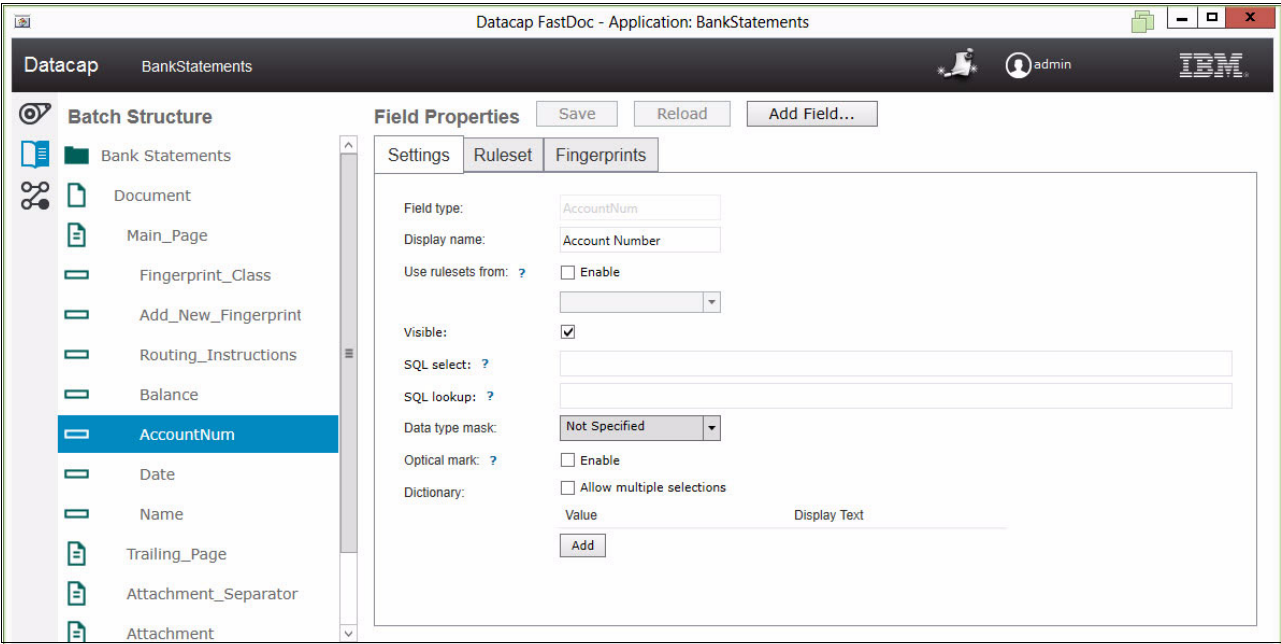 Datacap FastDoc - Application: BankStatements
Datacap BankStatements admin IBM
Batch Structure
Bank Statements
Document
Main_Page
Fingerprint_Class
Add_New_Fingerprint
Routing_Instructions
Balance
AccountNum
Date
Name
Trailing_Page
Attachment_Separator
Attachment
Field Properties Save Reload Add Field...
Settings Ruleset Fingerprints
Field type: AccountNum
Display name: Account Number
Use rulesets from: ? Enable
Visible:
SQL select: ?
SQL lookup: ?
Data type mask: Not Specified
Optical mark: ? Enable
Dictionary: Allow multiple selections
Value Display Text
Add